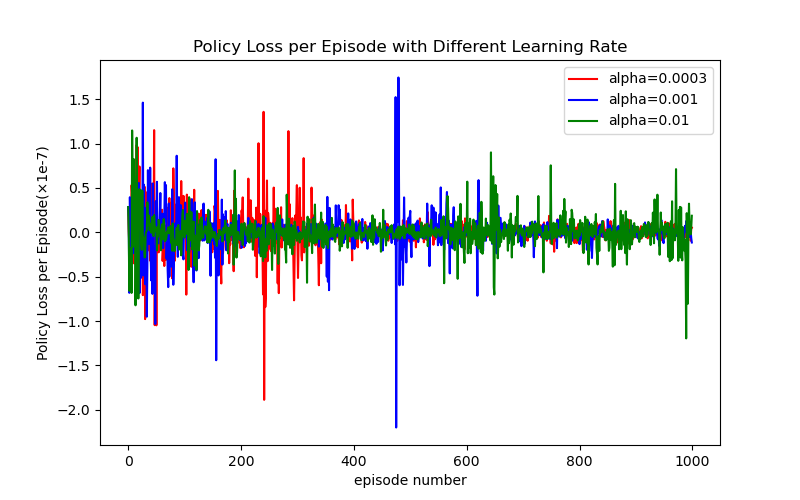 Policy Loss per Episode with Different Learning Rate
alpha=0.0003
alpha=0.001
alpha=0.01
Policy Loss per Episode(×1e-7)
1.5
1.0
0.5
0.0
−0.5
−1.0
−1.5
−2.0
0 200 400 600 800 1000
episode number